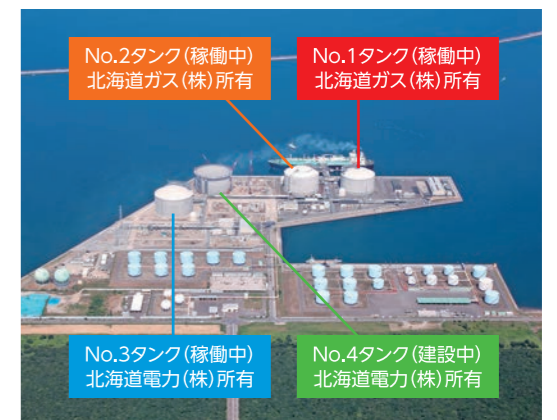 No.2タンク(稼働中)
北海道ガス(株)所有
No.1タンク(稼働中)
北海道ガス(株)所有
No.3タンク(稼働中)
北海道電力(株)所有
No.4タンク(建設中)
北海道電力(株)所有